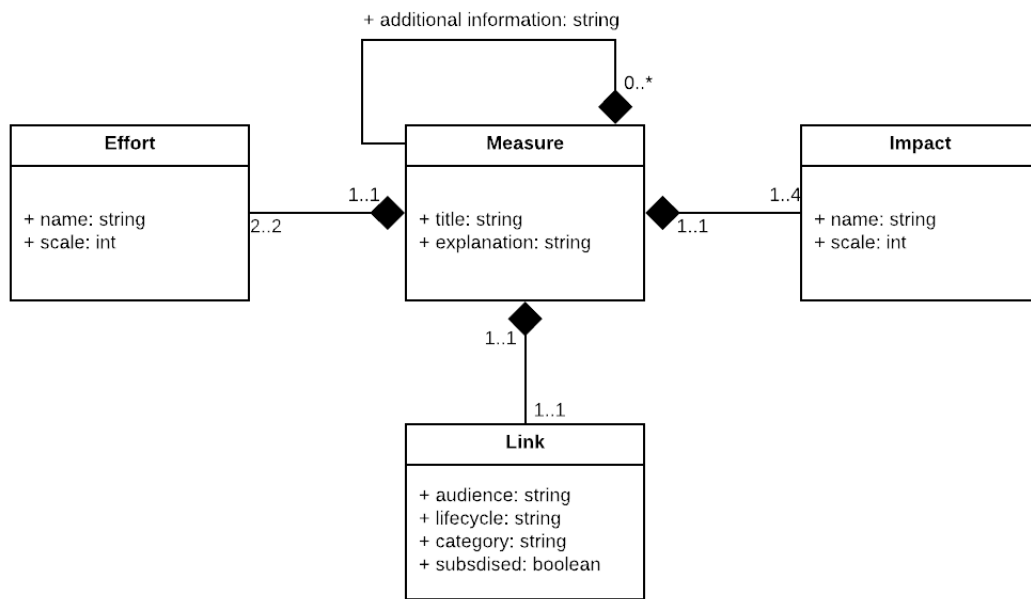 + additional information: string
0..*
Effort
+ name: string
+ scale: int
2..2
1..1
Measure
+ title: string
+ explanation: string
1..1
1..4
Impact
+ name: string
+ scale: int
1..1
1..1
Link
+ audience: string
+ lifecycle: string
+ category: string
+ subsdised: boolean